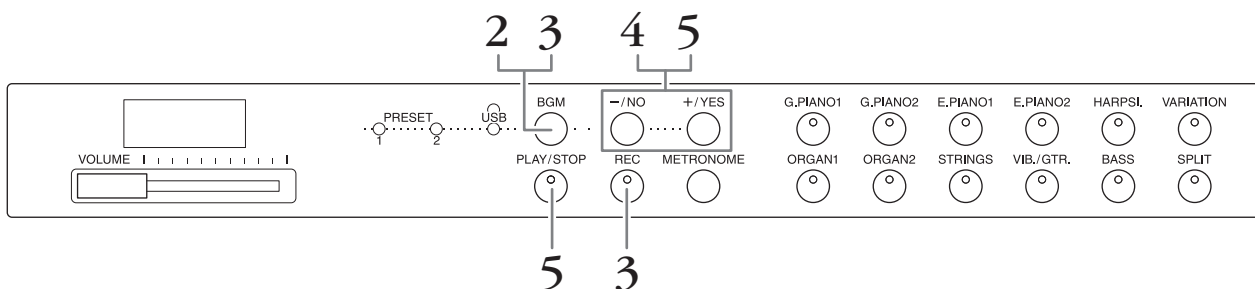 2 3 4 5
BGM −/NO +/YES G.PIANO1 G.PIANO2 E.PIANO1 E.PIANO2 HARPSI. VARIATION
PRESET USB
1 2
VOLUME PLAY/STOP REC METRONOME ORGAN1 ORGAN2 STRINGS VIB./GTR. BASS SPLIT
5 3